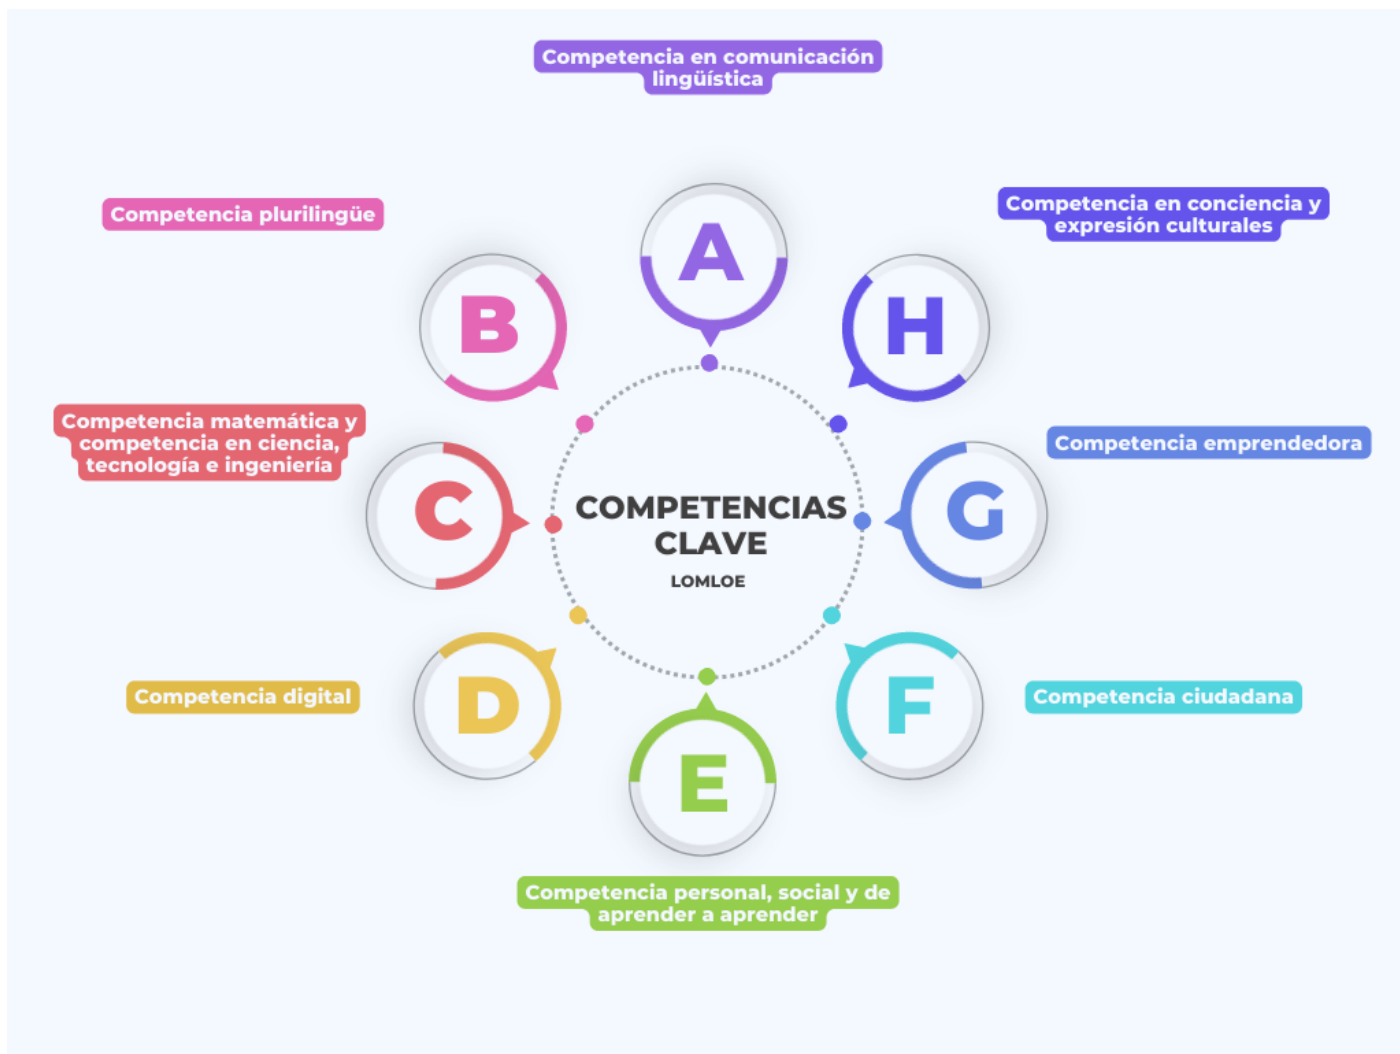 Competencia en comunicación
lingüística
A
Competencia plurilingüe
B
Competencia matemática y
competencia en ciencia,
tecnología e ingeniería
C
Competencia digital
D
Competencia personal, social y de
aprender a aprender
E
Competencia ciudadana
F
Competencia emprendedora
G
Competencia en conciencia y
expresión culturales
H
COMPETENCIAS
CLAVE
LOMLOE